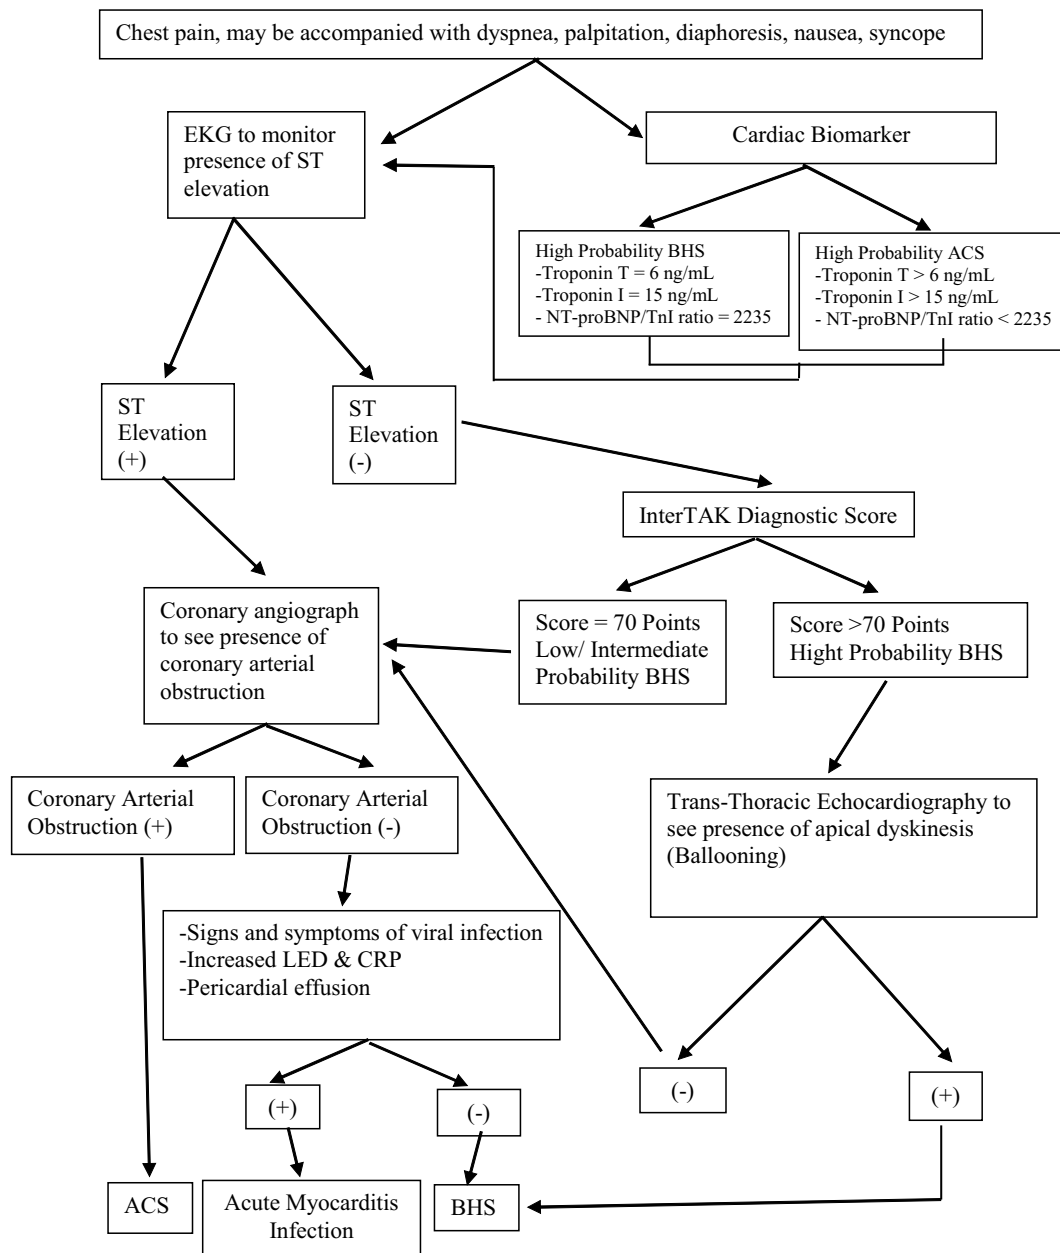 Chest pain, may be accompanied with dyspnea, palpitation, diaphoresis, nausea, syncope
EKG to monitor
presence of ST
elevation
Cardiac Biomarker
High Probability BHS
-Troponin T = 6 ng/mL
-Troponin I = 15 ng/mL
- NT-proBNP/TnI ratio = 2235
High Probability ACS
-Troponin T > 6 ng/mL
-Troponin I > 15 ng/mL
- NT-proBNP/TnI ratio < 2235
ST
Elevation
(+)
ST
Elevation
(-)
InterTAK Diagnostic Score
Coronary angiograph
to see presence of
coronary arterial
obstruction
Score = 70 Points
Low/ Intermediate
Probability BHS
Score >70 Points
Hight Probability BHS
Coronary Arterial
Obstruction (+)
Coronary Arterial
Obstruction (-)
Trans-Thoracic Echocardiography to
see presence of apical dyskinesis
(Ballooning)
-Signs and symptoms of viral infection
-Increased LED & CRP
-Pericardial effusion
(+)
(-)
(-)
(+)
ACS
Acute Myocarditis
Infection
BHS